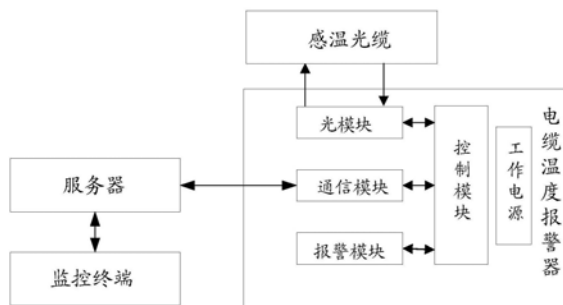 感温光缆
光模块
通信模块
报警模块
控制模块
工作电源
电缆温度报警器
服务器
监控终端